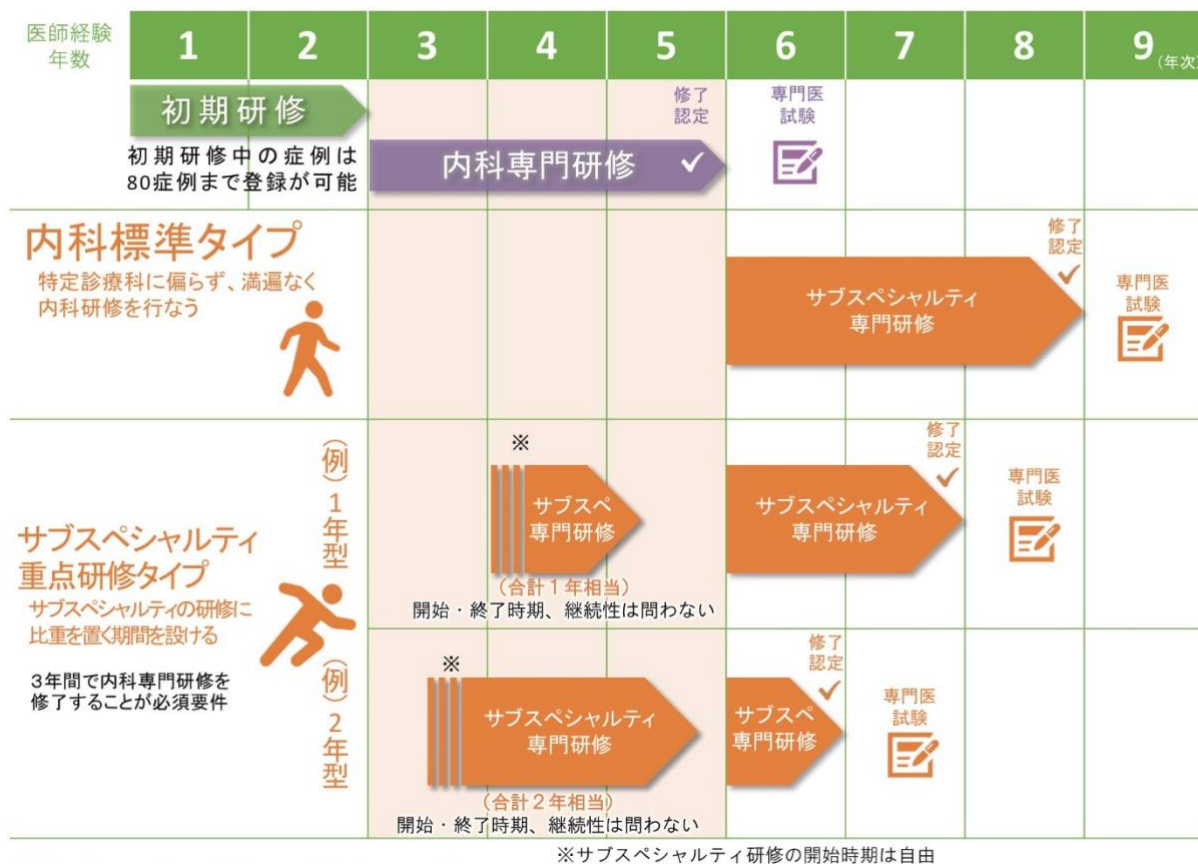 医師経験
年数
1 2 3 4 5 6 7 8 9(年次)
初期研修
初期研修中の症例は
80症例まで登録が可能
内科専門研修
修了
認定
専門医
試験
内科標準タイプ
特定診療科に偏らず、満遍なく
内科研修を行なう
サブスペシャルティ
専門研修
修了
認定
専門医
試験
サブスペシャルティ
重点研修タイプ
サブスペシャルティの研修に
比重を置く期間を設ける
3年間で内科専門研修を
修了することが必須要件
(例)1年型
※
サブスペ
専門研修
(合計1年相当)
開始・終了時期、継続性は問わない
サブスペシャルティ
専門研修
修了
認定
専門医
試験
(例)2年型
※
サブスペシャルティ
専門研修
(合計2年相当)
開始・終了時期、継続性は問わない
サブスペ
専門研修
修了
認定
専門医
試験
※サブスペシャルティ研修の開始時期は自由